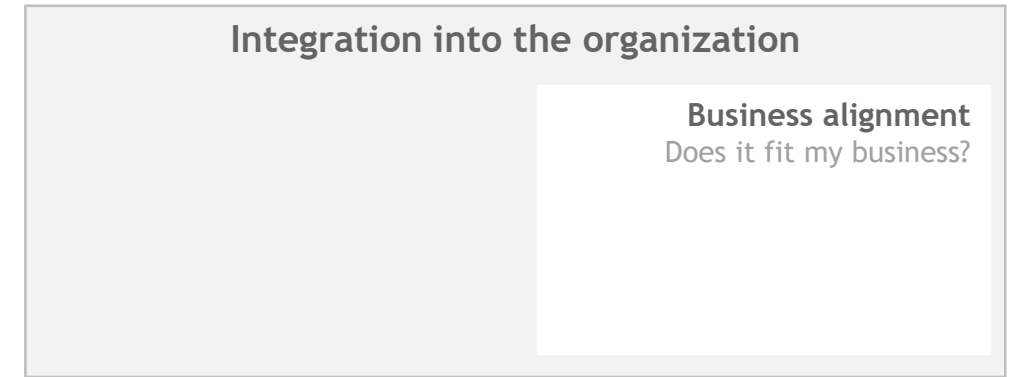 Integration into the organization
Business alignment
Does it fit my business?